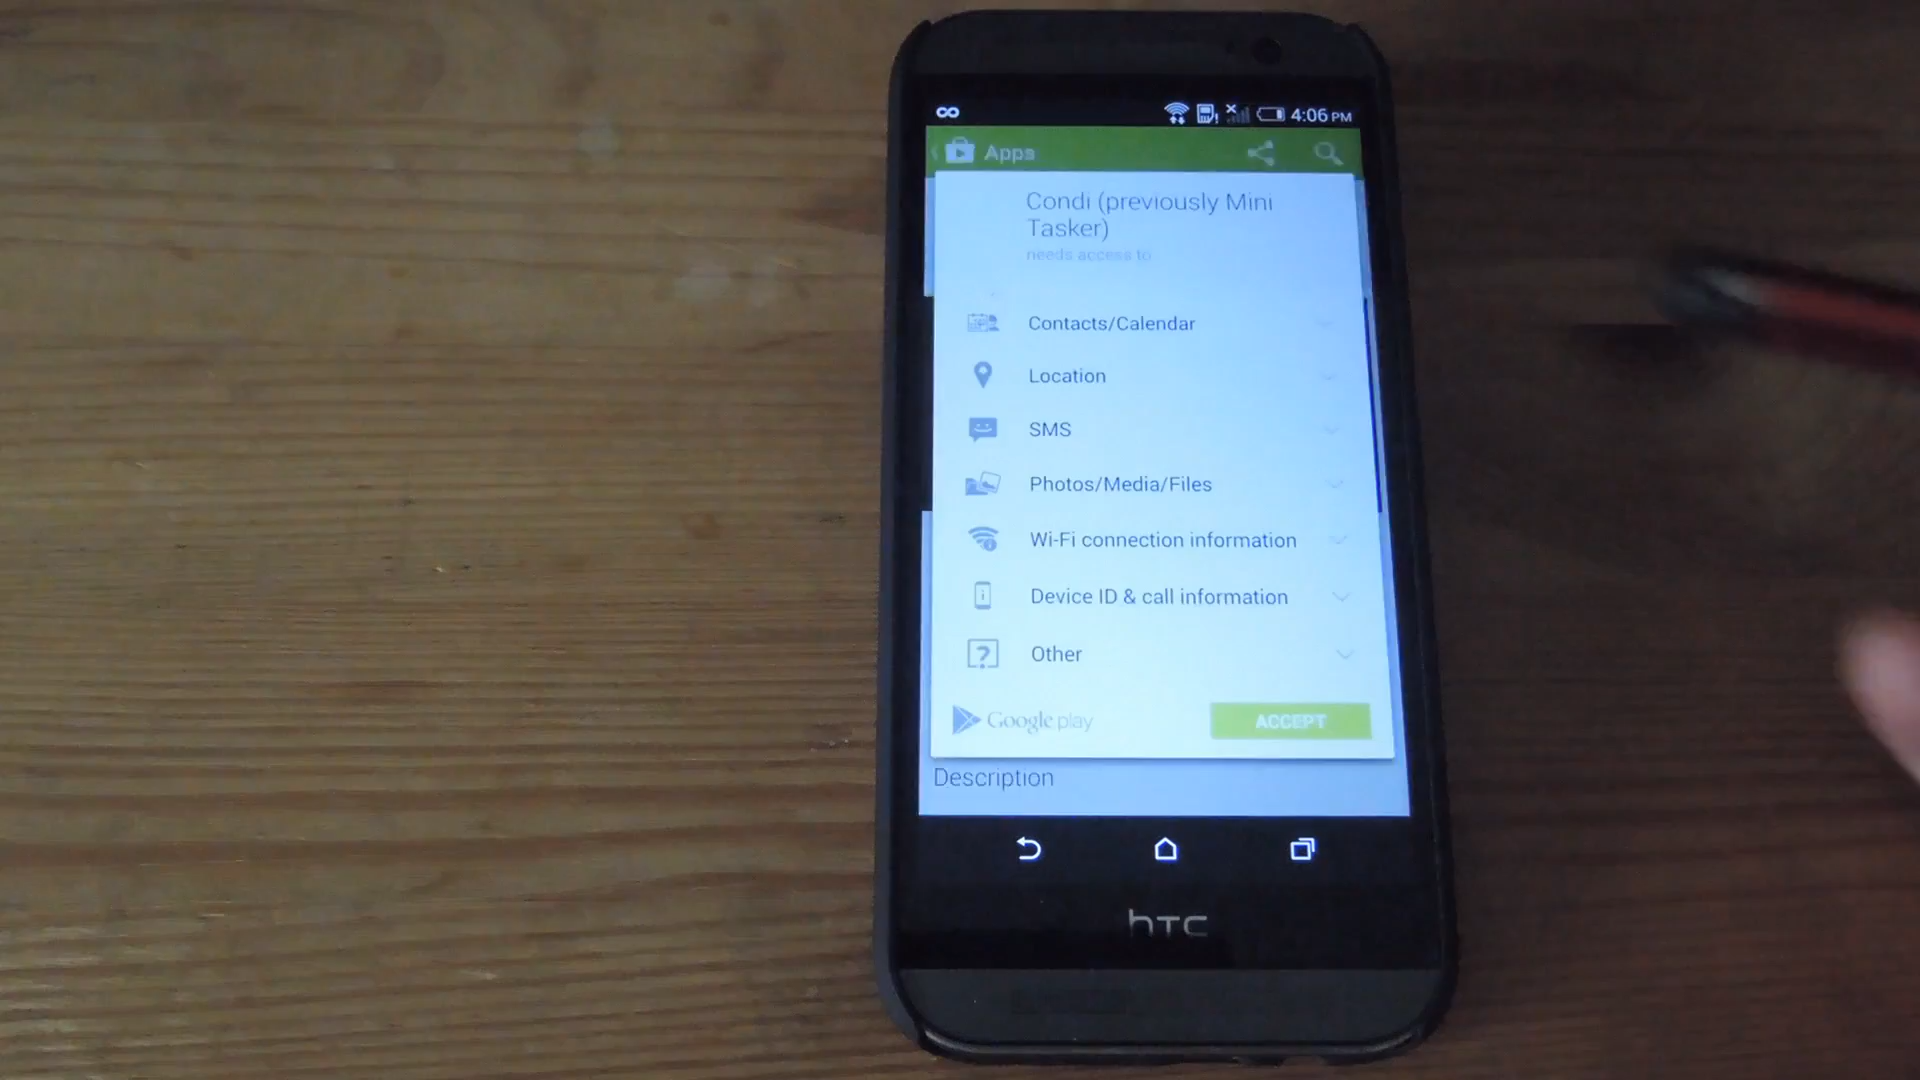 4:06 PM
Apps
Condi (previously Mini
Tasker)
needs access to
Contacts/Calendar
Location
SMS
Photos/Media/Files
Wi-Fi connection information
Device ID & call information
Other
Google play
ACCEPT
Description
hTC